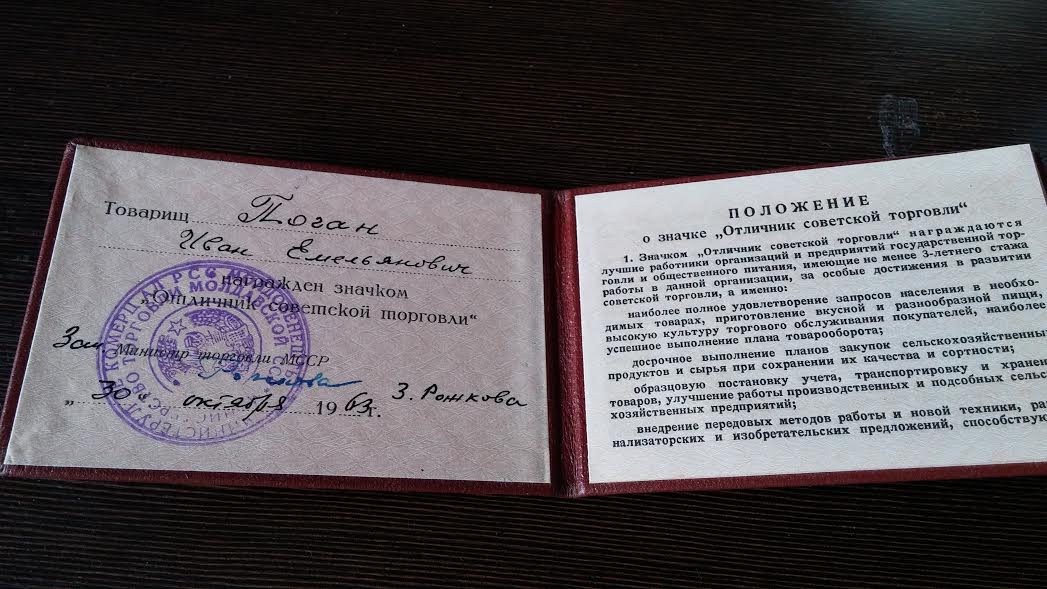 Товарищ Поган
Иван Емельянович
награжден значком
„Отличник советской торговли“
Зам Министр торговли МССР
З. Рожкова
„ 30 “ октября 1963 г.
ПОЛОЖЕНИЕ
о значке „Отличник советской торговли“
1. Значком „Отличник советской торговли“ награждаются
лучшие работники организаций и предприятий государственной тор-
говли и общественного питания, имеющие не менее 3-летнего стажа
работы в данной организации, за особые достижения в развитии
советской торговли, а именно:
наиболее полное удовлетворение запросов населения в необхо-
димых товарах, приготовление вкусной и разнообразной пищи,
высокую культуру торгового обслуживания покупателей, наиболее
успешное выполнение плана товарооборота;
досрочное выполнение планов закупок сельскохозяйственных
продуктов и сырья при сохранении их качества и сортности;
образцовую постановку учета, транспортировку и хранен
товаров, улучшение работы производственных и подсобных сельс
хозяйственных предприятий;
внедрение передовых методов работы и новой техники, ра
нализаторских и изобретательских предложений, способствую